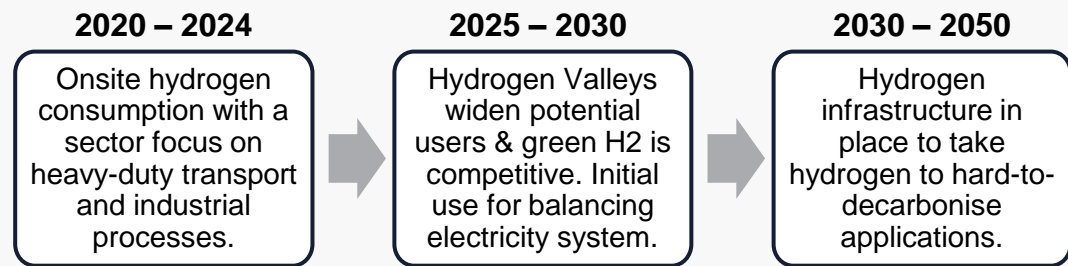 2020 – 2024
Onsite hydrogen
consumption with a
sector focus on
heavy-duty transport
and industrial
processes.
2025 – 2030
Hydrogen Valleys
widen potential
users & green H2 is
competitive. Initial
use for balancing
electricity system.
2030 – 2050
Hydrogen
infrastructure in
place to take
hydrogen to hard-to-
decarbonise
applications.